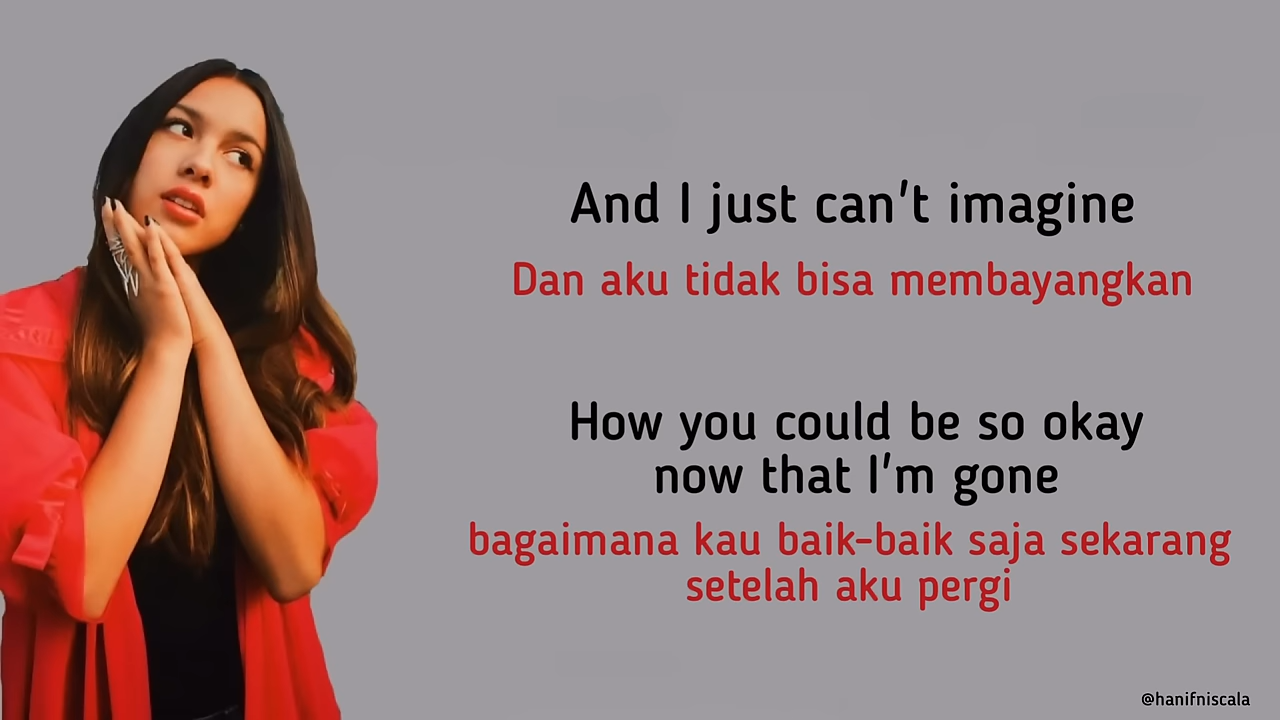 And I just can't imagine
Dan aku tidak bisa membayangkan
How you could be so okay
now that I'm gone
bagaimana kau baik-baik saja sekarang
setelah aku pergi
@hanifniscala